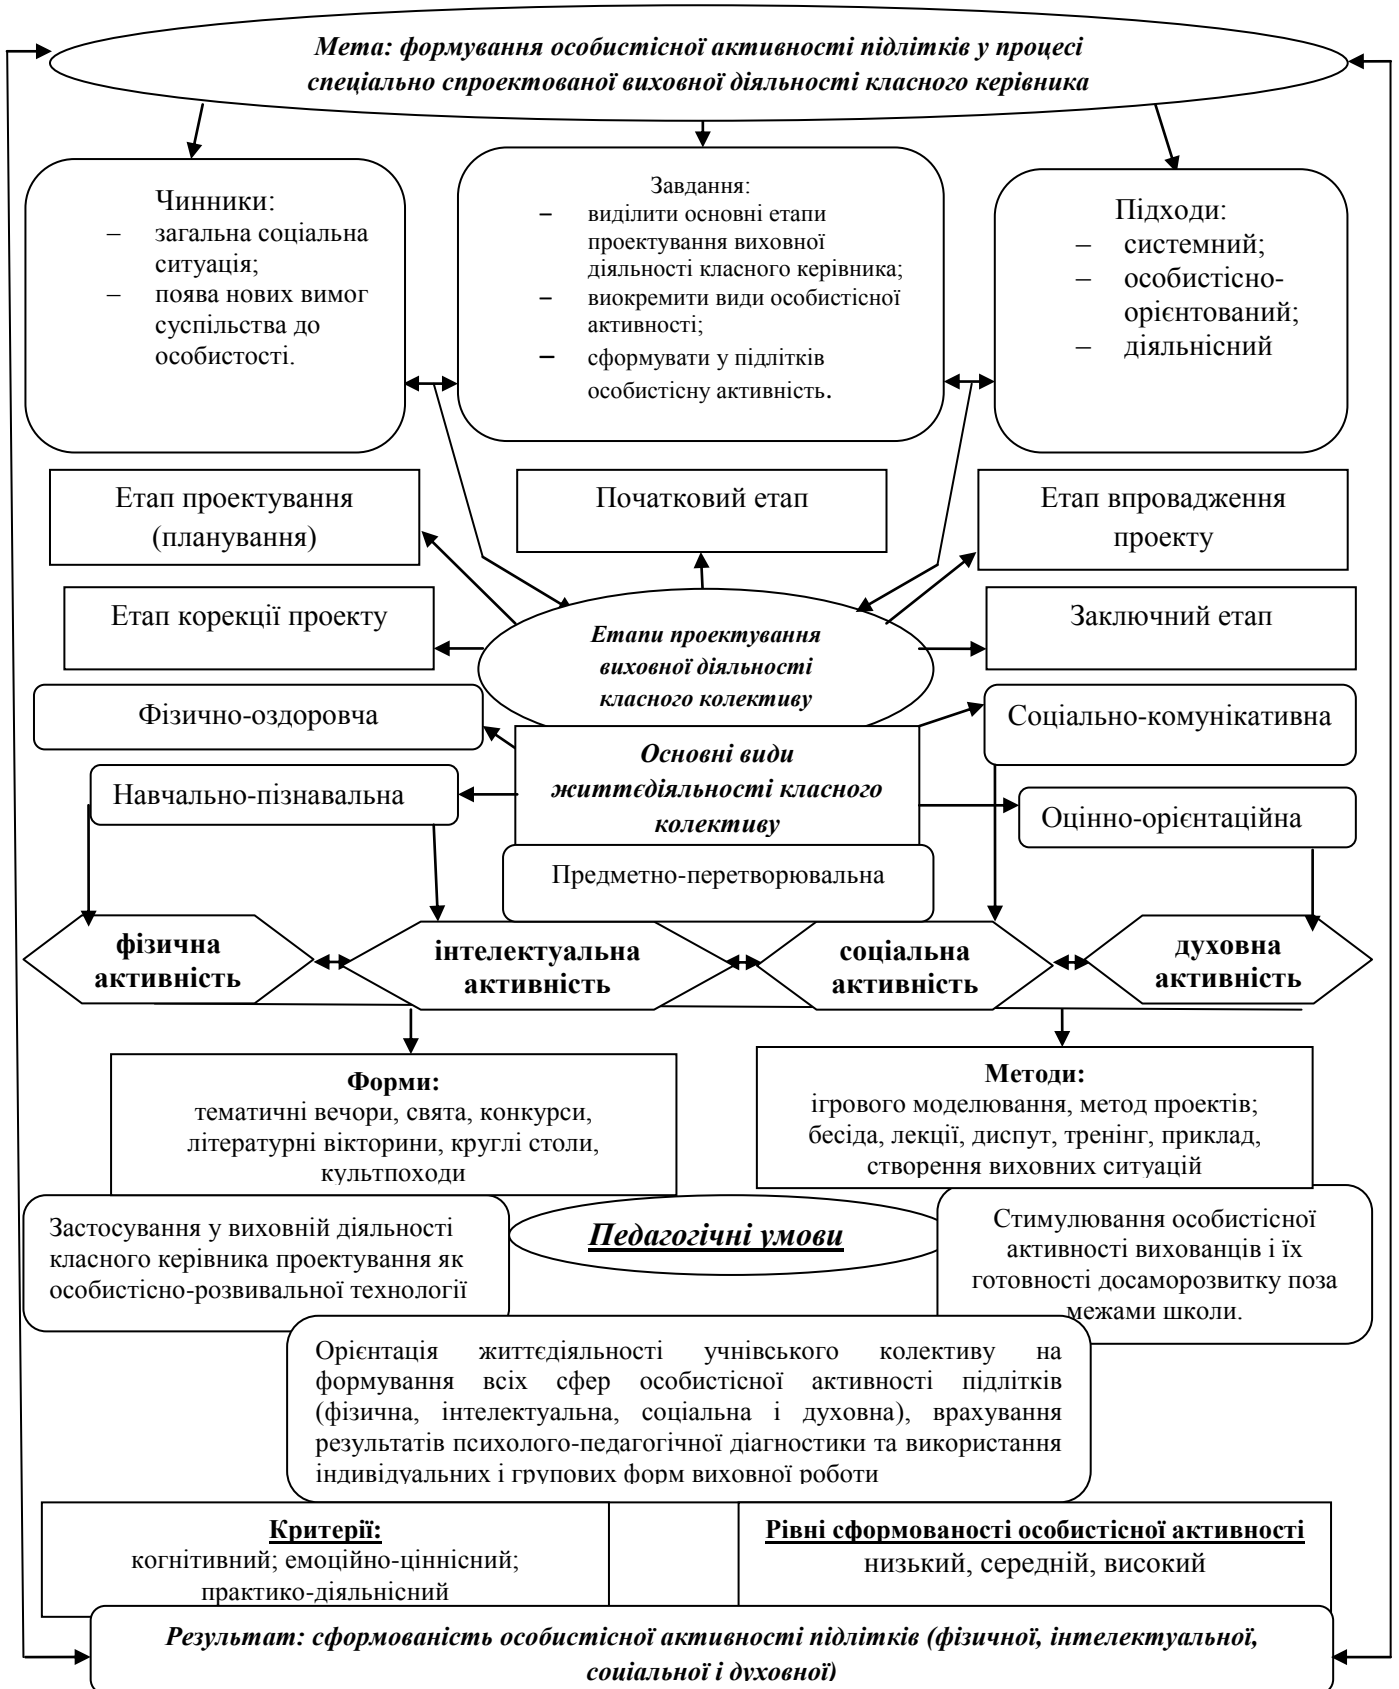 Мета: формування особистісної активності підлітків у процесі
спеціально спроектованої виховної діяльності класного керівника
Чинники:
– загальна соціальна
ситуація;
– поява нових вимог
суспільства до
особистості.
Завдання:
– виділити основні етапи
проектування виховної
діяльності класного керівника;
– виокремити види особистісної
активності;
– сформувати у підлітків
особистісну активність.
Підходи:
– системний;
– особистісно-
орієнтований;
– діяльнісний
Етап проектування
(планування)
Початковий етап
Етап впровадження
проекту
Етап корекції проекту
Етапи проектування
виховної діяльності
класного колективу
Заключний етап
Фізично-оздоровча
Соціально-комунікативна
Основні види
життєдіяльності класного
колективу
Навчально-пізнавальна
Оцінно-орієнтаційна
Предметно-перетворювальна
фізична
активність
інтелектуальна
активність
соціальна
активність
духовна
активність
Форми:
тематичні вечори, свята, конкурси,
літературні вікторини, круглі столи,
культпоходи
Методи:
ігрового моделювання, метод проектів;
бесіда, лекції, диспут, тренінг, приклад,
створення виховних ситуацій
Застосування у виховній діяльності
класного керівника проектування як
особистісно-розвивальної технології
Педагогічні умови
Стимулювання особистісної
активності вихованців і їх
готовності досаморозвитку поза
межами школи.
Орієнтація життєдіяльності учнівського колективу на
формування всіх сфер особистісної активності підлітків
(фізична, інтелектуальна, соціальна і духовна), врахування
результатів психолого-педагогічної діагностики та використання
індивідуальних і групових форм виховної роботи
Критерії:
когнітивний; емоційно-ціннісний;
практико-діяльнісний
Рівні сформованості особистісної активності
низький, середній, високий
Результат: сформованість особистісної активності підлітків (фізичної, інтелектуальної,
соціальної і духовної)